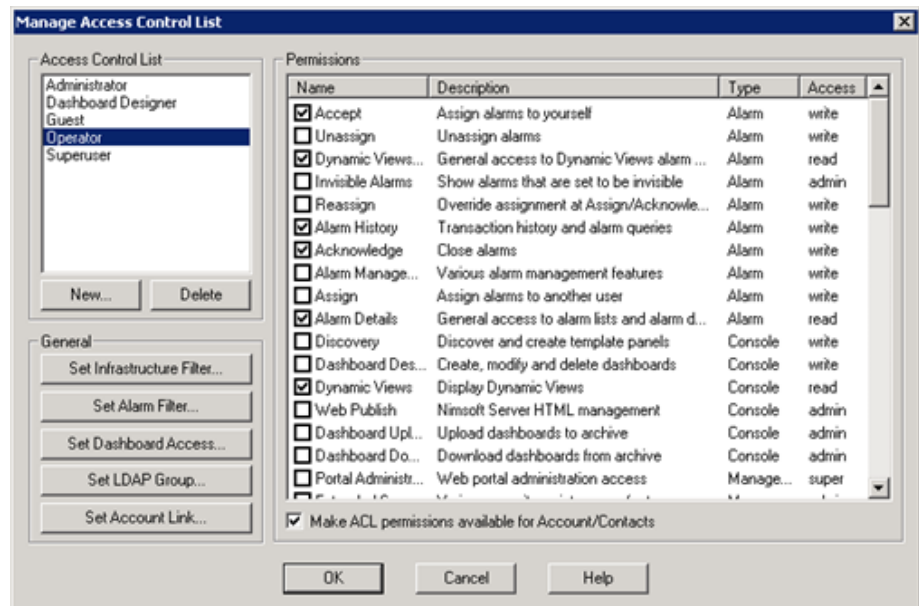 Manage Access Control List
Access Control List
Administrator
Dashboard Designer
Guest
Operator
Superuser
New...
Delete
General
Set Infrastructure Filter...
Set Alarm Filter...
Set Dashboard Access...
Set LDAP Group...
Set Account Link...
Permissions
Name Description Type Access
Accept Assign alarms to yourself Alarm write
Unassign Unassign alarms Alarm write
Dynamic Views... General access to Dynamic Views alarm ... Alarm read
Invisible Alarms Show alarms that are set to be invisible Alarm admin
Reassign Override assignment at Assign/Acknowle... Alarm write
Alarm History Transaction history and alarm queries Alarm write
Acknowledge Close alarms Alarm write
Alarm Manage... Various alarm management features Alarm write
Assign Assign alarms to another user Alarm write
Alarm Details General access to alarm lists and alarm d... Alarm read
Discovery Discover and create template panels Console write
Dashboard Des... Create, modify and delete dashboards Console write
Dynamic Views Display Dynamic Views Console read
Web Publish Nimsoft Server HTML management Console admin
Dashboard Upl... Upload dashboards to archive Console admin
Dashboard Do... Download dashboards from archive Console admin
Portal Administr... Web portal administration access Manage... super
Make ACL permissions available for Account/Contacts
OK
Cancel
Help